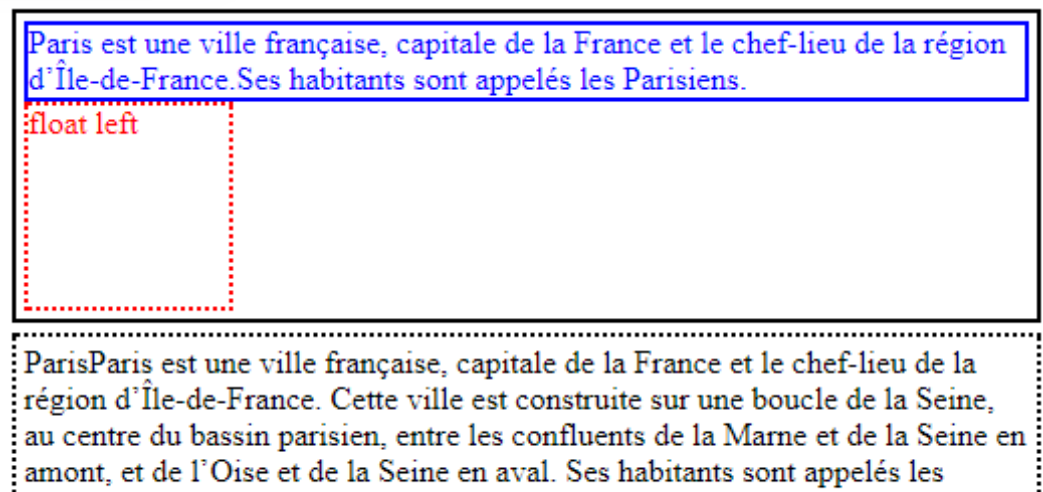 Paris est une ville française, capitale de la France et le chef-lieu de la région
d’Île-de-France.Ses habitants sont appelés les Parisiens.
float left
ParisParis est une ville française, capitale de la France et le chef-lieu de la
région d’Île-de-France. Cette ville est construite sur une boucle de la Seine,
au centre du bassin parisien, entre les confluents de la Marne et de la Seine en
amont, et de l’Oise et de la Seine en aval. Ses habitants sont appelés les